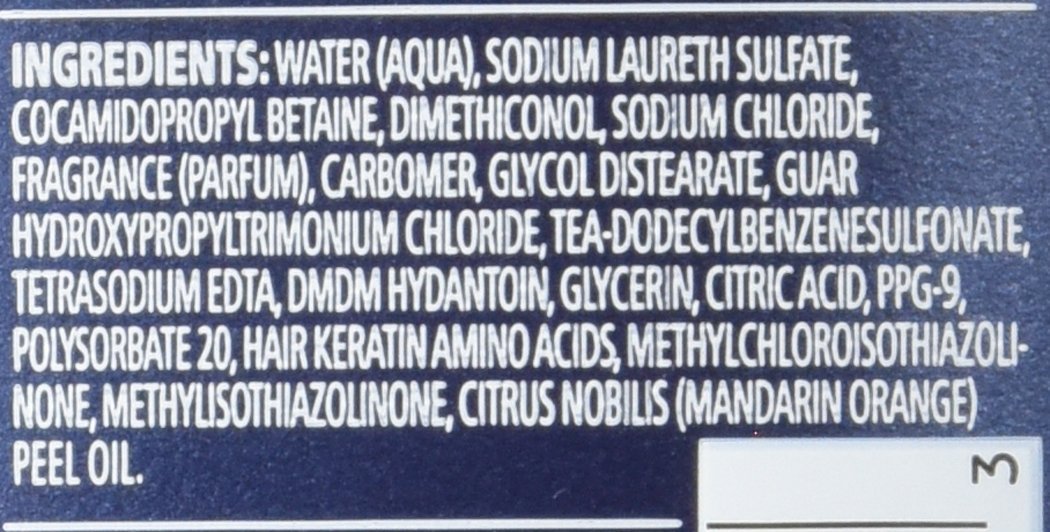 INGREDIENTS: WATER (AQUA), SODIUM LAURETH SULFATE,
COCAMIDOPROPYL BETAINE, DIMETHICONOL, SODIUM CHLORIDE,
FRAGRANCE (PARFUM), CARBOMER, GLYCOL DISTEARATE, GUAR
HYDROXYPROPYLTRIMONIUM CHLORIDE, TEA-DODECYLBENZENESULFONATE,
TETRASODIUM EDTA, DMDM HYDANTOIN, GLYCERIN, CITRIC ACID, PPG-9,
POLYSORBATE 20, HAIR KERATIN AMINO ACIDS, METHYLCHLOROISOTHIAZOLI-
NONE, METHYLISOTHIAZOLINONE, CITRUS NOBILIS (MANDARIN ORANGE)
PEEL OIL.
3